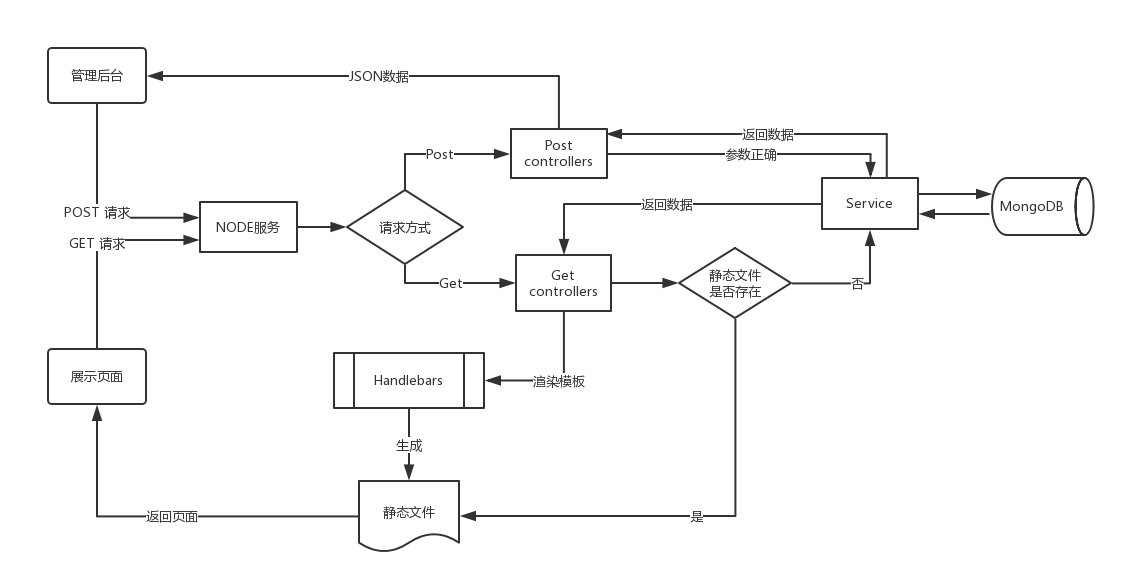 管理后台
JSON数据
Post
controllers
返回数据
Post
参数正确
POST 请求
NODE服务
请求方式
返回数据
Service
MongoDB
GET 请求
Get
Get
controllers
静态文件
是否存在
否
展示页面
Handlebars
渲染模板
生成
静态文件
返回页面
是